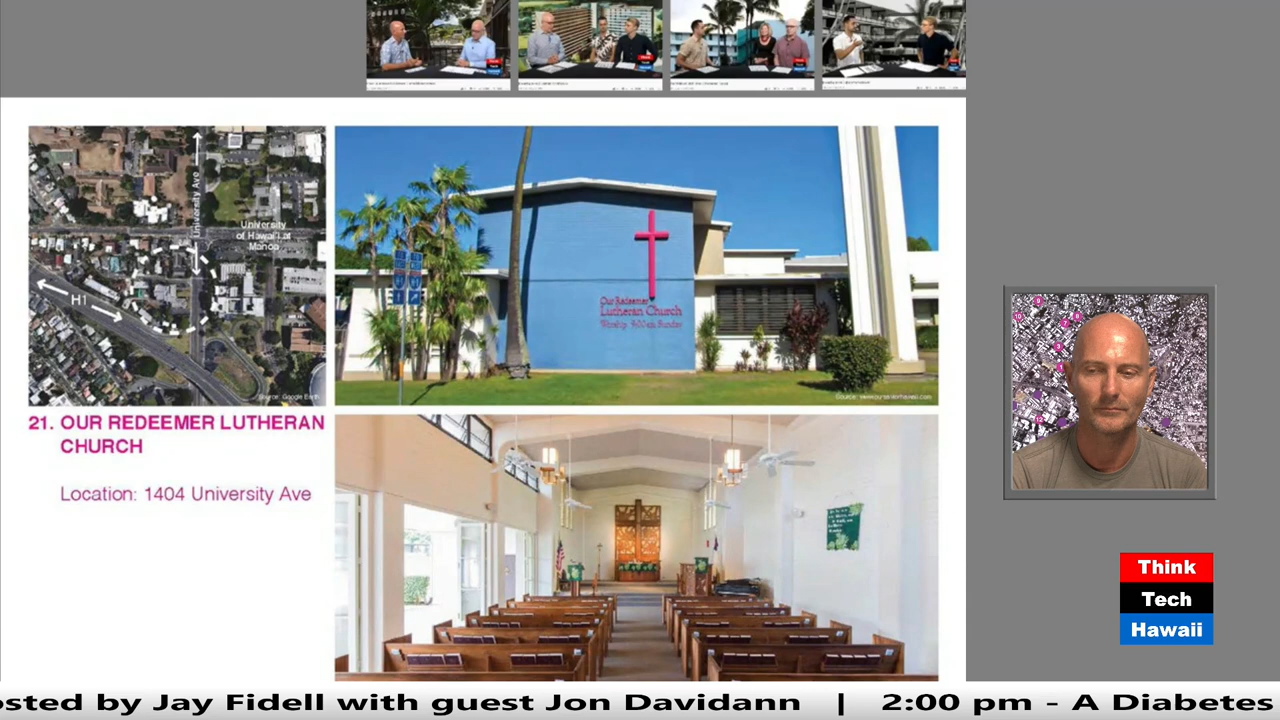 University Ave
University
of Hawai'i at
Manoa
H1
Source: Google Earth
21. OUR REDEEMER LUTHERAN
CHURCH
Location: 1404 University Ave
Our Redeemer
Lutheran Church
Worship 9:00 am Sunday
Think
Tech
Hawaii
osted by Jay Fidell with guest Jon Davidann | 2:00 pm - A Diabetes